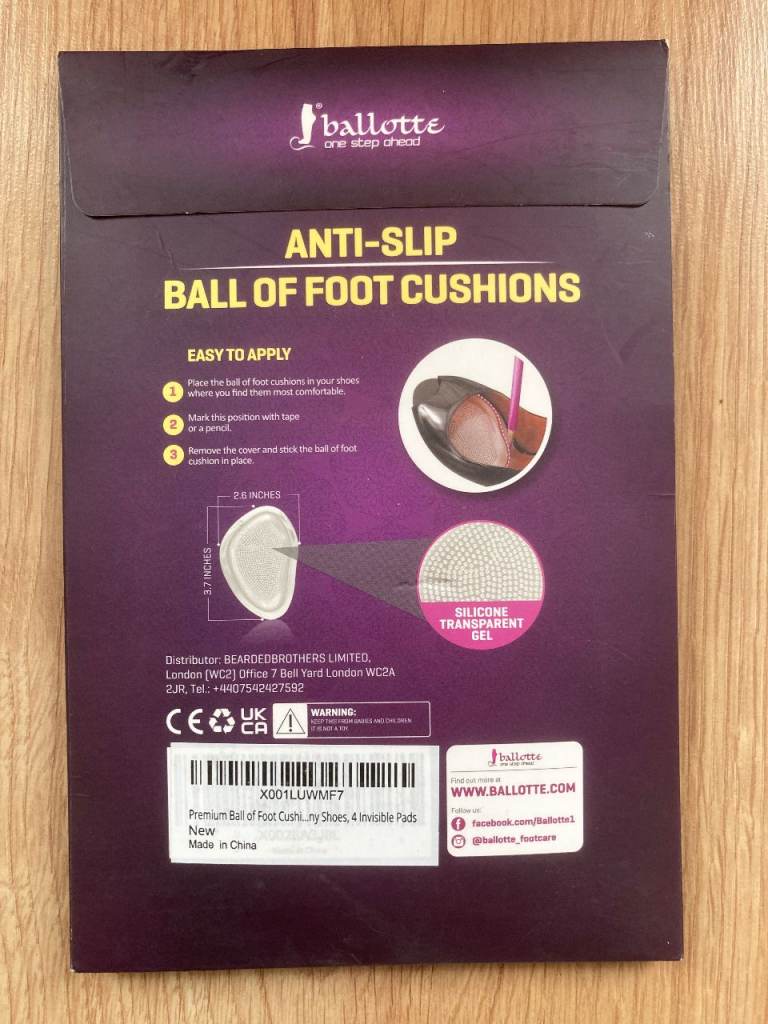 ballotte®
one step ahead
ANTI-SLIP
BALL OF FOOT CUSHIONS
EASY TO APPLY
1 Place the ball of foot cushions in your shoes
where you find them most comfortable.
2 Mark this position with tape
or a pencil.
3 Remove the cover and stick the ball of foot
cushion in place.
2.6 INCHES
3.7 INCHES
SILICONE
TRANSPARENT
GEL
Distributor: BEARDEDBROTHERS LIMITED,
London (WC2) Office 7 Bell Yard London WC2A
2JR, Tel.: +4407542427592
CE
UK
CA
WARNING:
KEEP THIS FROM BABIES AND CHILDREN
IT IS NOT A TOY.
X001LUWMF7
Premium Ball of Foot Cushi...ny Shoes, 4 Invisible Pads
New
Made in China
ballotte
one step ahead
Find out more at
WWW.BALLOTTE.COM
Follow us:
facebook.com/Ballotte1
@ballotte_footcare